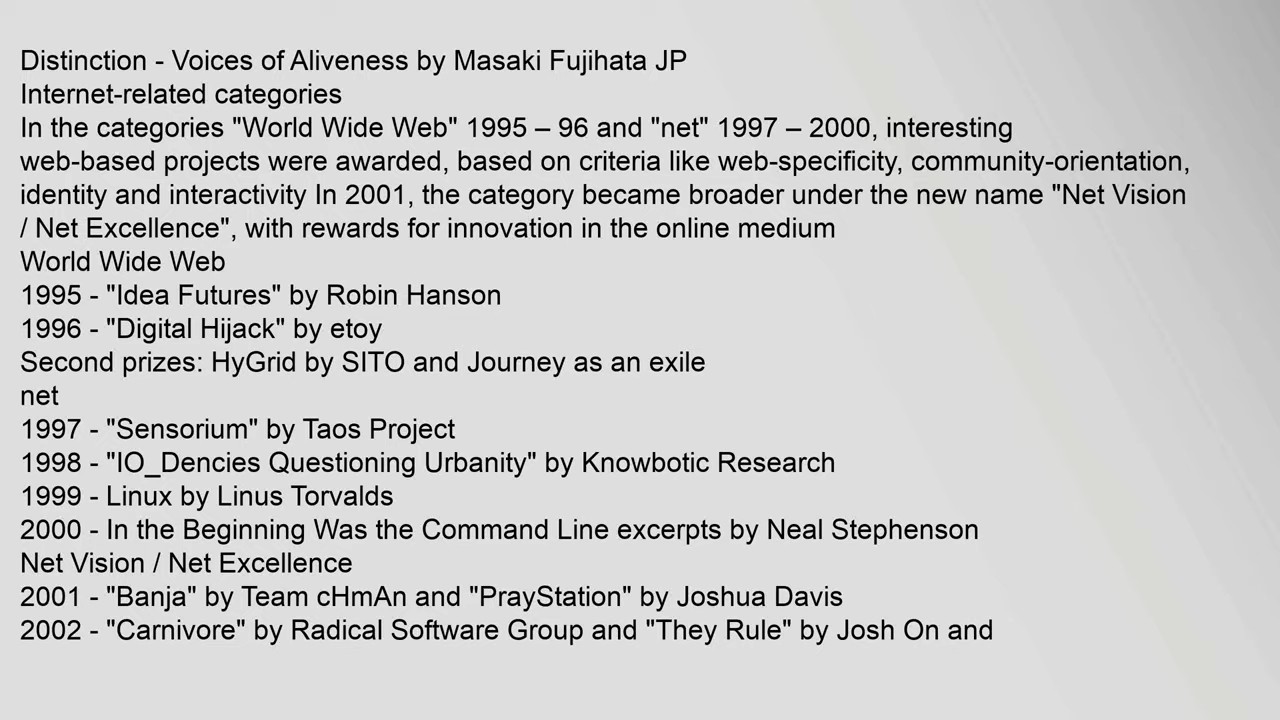 Distinction - Voices of Aliveness by Masaki Fujihata JP
Internet-related categories
In the categories "World Wide Web" 1995 – 96 and "net" 1997 – 2000, interesting
web-based projects were awarded, based on criteria like web-specificity, community-orientation,
identity and interactivity In 2001, the category became broader under the new name "Net Vision
/ Net Excellence", with rewards for innovation in the online medium
World Wide Web
1995 - "Idea Futures" by Robin Hanson
1996 - "Digital Hijack" by etoy
Second prizes: HyGrid by SITO and Journey as an exile
net
1997 - "Sensorium" by Taos Project
1998 - "IO_Dencies Questioning Urbanity" by Knowbotic Research
1999 - Linux by Linus Torvalds
2000 - In the Beginning Was the Command Line excerpts by Neal Stephenson
Net Vision / Net Excellence
2001 - "Banja" by Team cHmAn and "PrayStation" by Joshua Davis
2002 - "Carnivore" by Radical Software Group and "They Rule" by Josh On and